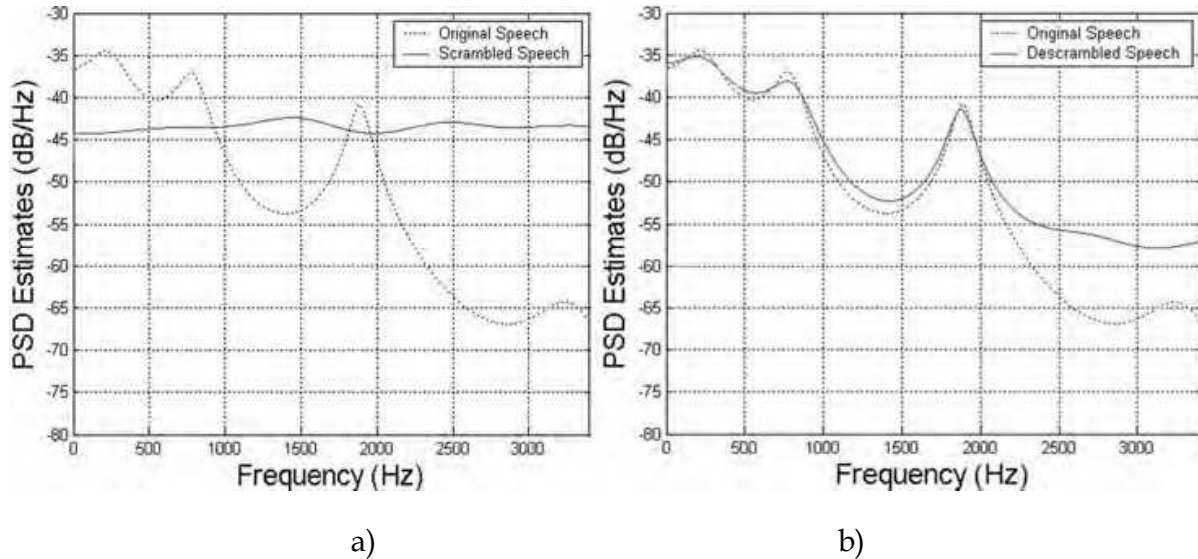 -30
-35
-40
-45
-50
-55
-60
-65
-70
-75
-80
PSD Estimates (dB/Hz)
Original Speech
Scrambled Speech
0 500 1000 1500 2000 2500 3000
Frequency (Hz)
a)
-30
-35
-40
-45
-50
-55
-60
-65
-70
-75
-80
PSD Estimates (dB/Hz)
Original Speech
Descrambled Speech
0 500 1000 1500 2000 2500 3000
Frequency (Hz)
b)